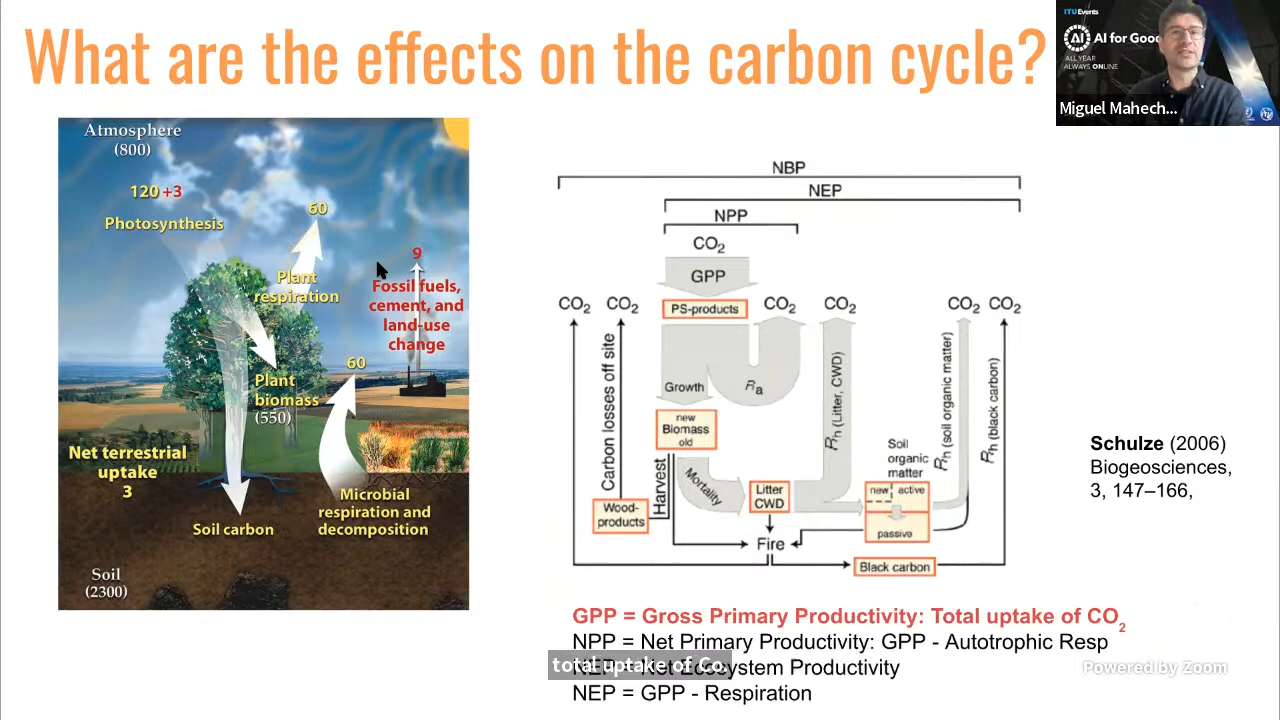 What are the effects on the carbon cycle?
ITUEvents
AI
AI for Good
ALL YEAR
ALWAYS ONLINE
Miguel Mahech...
Atmosphere
(800)
120 +3
Photosynthesis
60
Plant
respiration
9
Fossil fuels,
cement, and
land-use
change
60
Plant
biomass
(550)
Net terrestrial
uptake
3
Microbial
respiration and
decomposition
Soil carbon
Soil
(2300)
NBP
NEP
NPP
CO2
GPP
CO2 CO2 PS-products CO2 CO2 CO2 CO2
Carbon losses off site
Growth
Ra
Rh (Litter, CWD)
Rh (soil organic matter)
Rh (black carbon)
new
Biomass
old
Soil
organic
matter
Harvest
Mortality
Litter
CWD
new active
passive
Wood-
products
Fire
Black carbon
Schulze (2006)
Biogeosciences,
3, 147–166,
GPP = Gross Primary Productivity: Total uptake of CO2
NPP = Net Primary Productivity: GPP - Autotrophic Resp
total uptake of Co.
NEP = Net Ecosystem Productivity
NEP = GPP - Respiration
Powered by Zoom